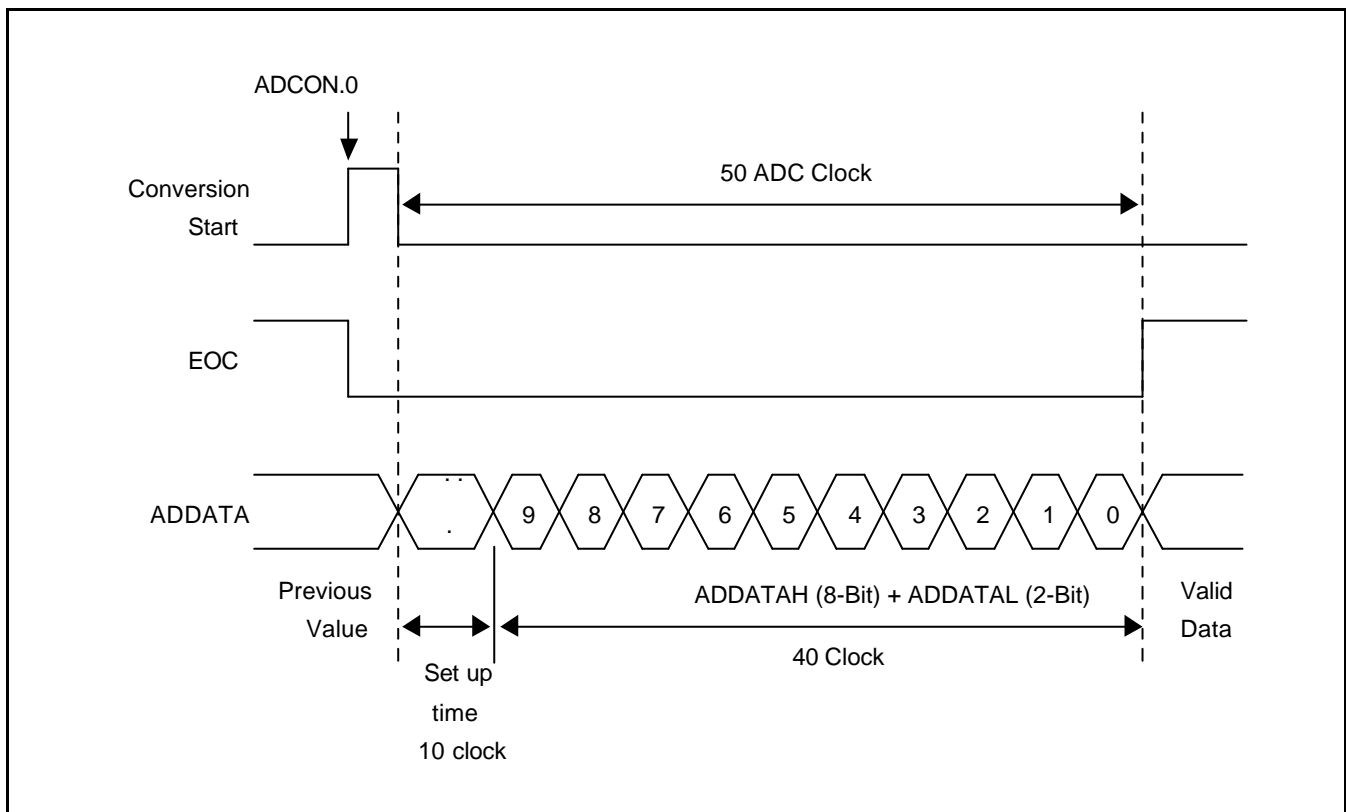 ADCON.0
Conversion
Start
50 ADC Clock
EOC
ADDATA
. .
.
9 8 7 6 5 4 3 2 1 0
Previous
Value
ADDATAH (8-Bit) + ADDATAL (2-Bit)
Valid
Data
40 Clock
Set up
time
10 clock